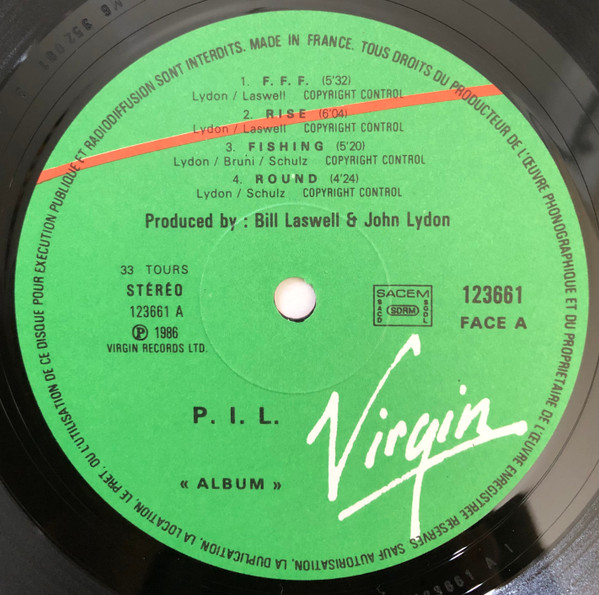 TOUS DROITS DU PRODUCTEUR DE L'ŒUVRE PHONOGRAPHIQUE ET DU PROPRIETAIRE DE L'ŒUVRE ENREGISTREE RESERVES. SAUF AUTORISATION, LA DUPLICATION, LA LOCATION, LE PRET, OU L'UTILISATION DE CE DISQUE POUR EXECUTION PUBLIQUE ET RADIODIFFUSION SONT INTERDITS. MADE IN FRANCE.
1. F. F. F. (5'32)
Lydon / Laswell COPYRIGHT CONTROL
2. RISE (6'04)
Lydon / Laswell COPYRIGHT CONTROL
3. FISHING (5'20)
Lydon / Bruni / Schulz COPYRIGHT CONTROL
4. ROUND (4'24)
Lydon / Schulz COPYRIGHT CONTROL
Produced by : Bill Laswell & John Lydon
33 TOURS
STÉRÉO
123661 A
Ⓟ 1986
VIRGIN RECORDS LTD.
SACEM
SACD
SDRM
SGDL
123661
FACE A
P. I. L.
« ALBUM »
Virgin